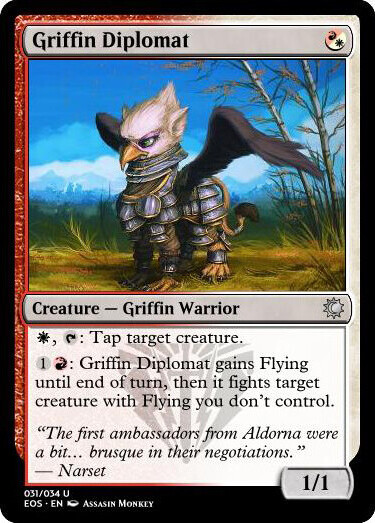 Griffin Diplomat
Creature — Griffin Warrior
, : Tap target creature.
1 : Griffin Diplomat gains Flying
until end of turn, then it fights target
creature with Flying you don't control.
"The first ambassadors from Aldorna were
a bit... brusque in their negotiations."
— Narset
1/1
031/034 U
EOS • EN Assasin Monkey